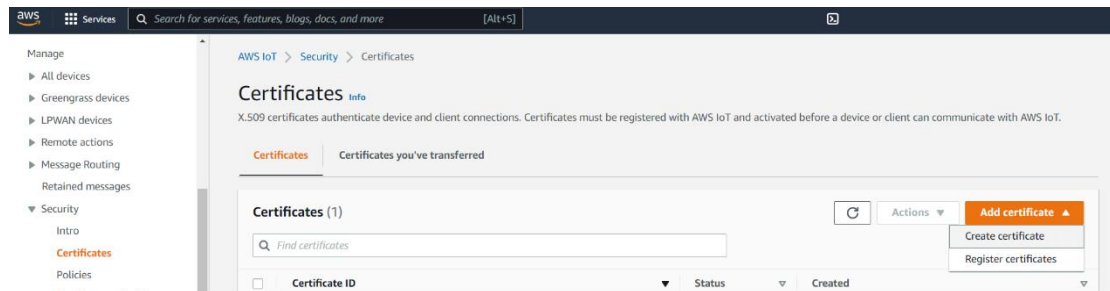 aws Services Search for services, features, blogs, docs, and more [Alt+S]
Manage
All devices
Greengrass devices
LPWAN devices
Remote actions
Message Routing
Retained messages
Security
Intro
Certificates
Policies
AWS IoT > Security > Certificates
Certificates Info
X.509 certificates authenticate device and client connections. Certificates must be registered with AWS IoT and activated before a device or client can communicate with AWS IoT.
Certificates Certificates you've transferred
Certificates (1) Actions Add certificate
Create certificate
Register certificates
Find certificates
Certificate ID Status Created